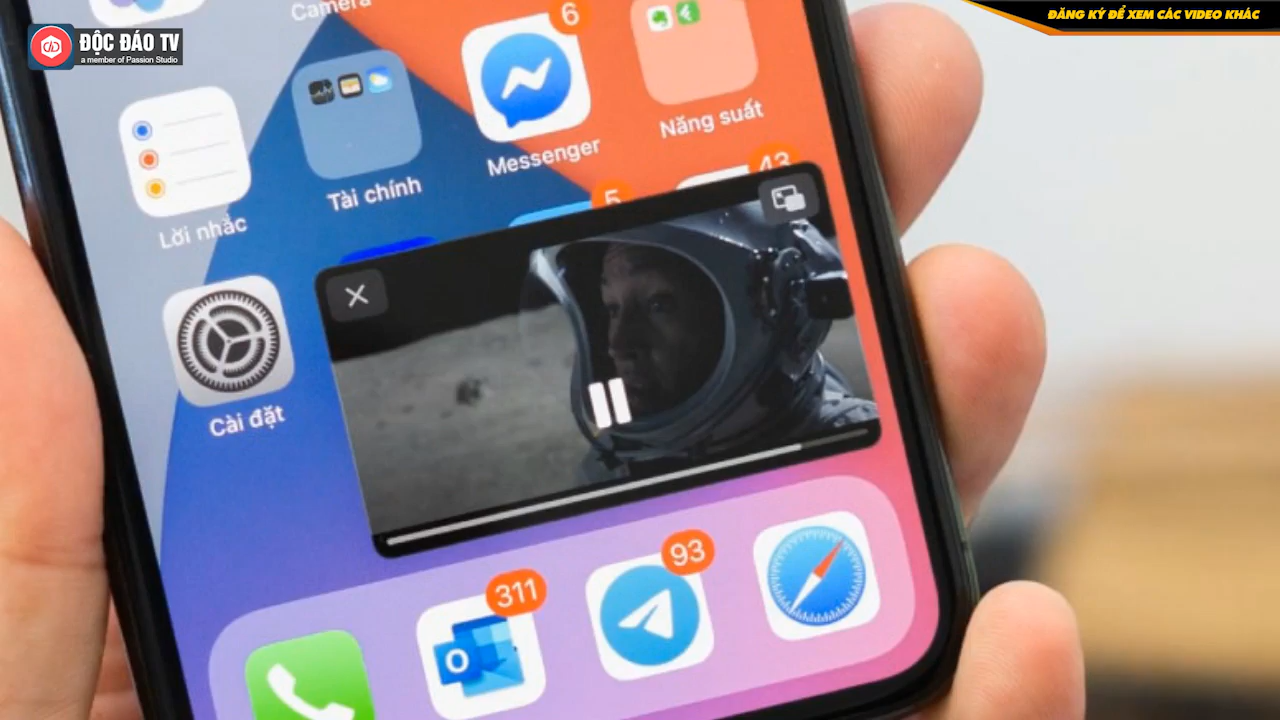 ĐĂNG KÝ ĐỂ XEM CÁC VIDEO KHÁC
ĐỘC ĐÁO TV
a member of Passion Studio
Camera
6
Messenger
Năng suất
Tài chính
Lời nhắc
5
43
Cài đặt
311
93
O